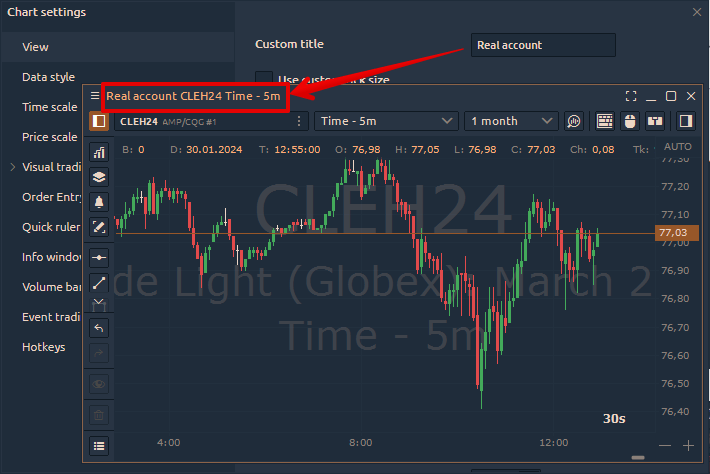 Chart settings
View
Data style
Time scale
Price scale
Visual tradi
Order Entry
Quick ruler
Info window
Volume bar
Event tradi
Hotkeys
Custom title
Real account
Real account CLEH24 Time - 5m
CLEH24 AMP/CQG #1
Time - 5m
1 month
B: 0 D: 30.01.2024 T: 12:55:00 O: 76,98 H: 77,05 L: 76,98 C: 77,03 Ch: 0,08 Tk:
AUTO
77,30
77,20
77,10
77,03
77,00
76,90
76,80
76,70
76,60
76,50
76,40
CLEH24
de Light (Globex), March 2
Time - 5m
30s
4:00
8:00
12:00